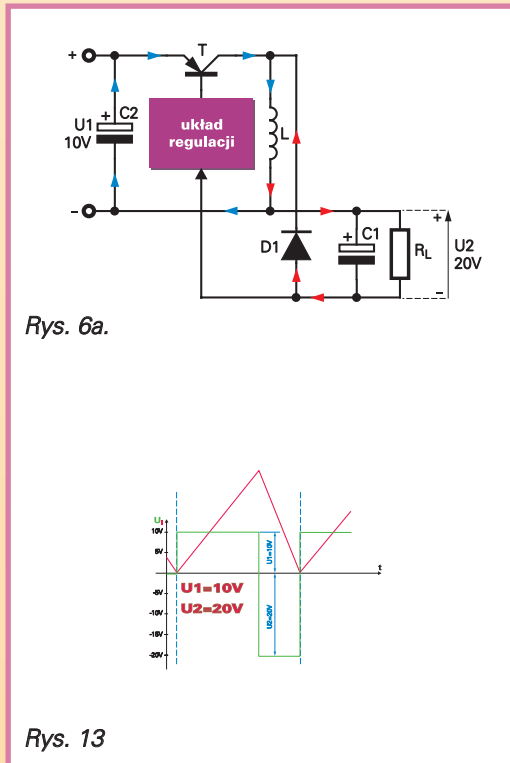 +
T
+ C2
U1
10V
układ
regulacji
L
−
D1
+
C1
RL
+
U2
20V
−
Rys. 6a.
U I
10V
5V
t
-5V
-10V
-15V
-20V
U1=10V
U2=20V
U1=10V
U2=20V
Rys. 13